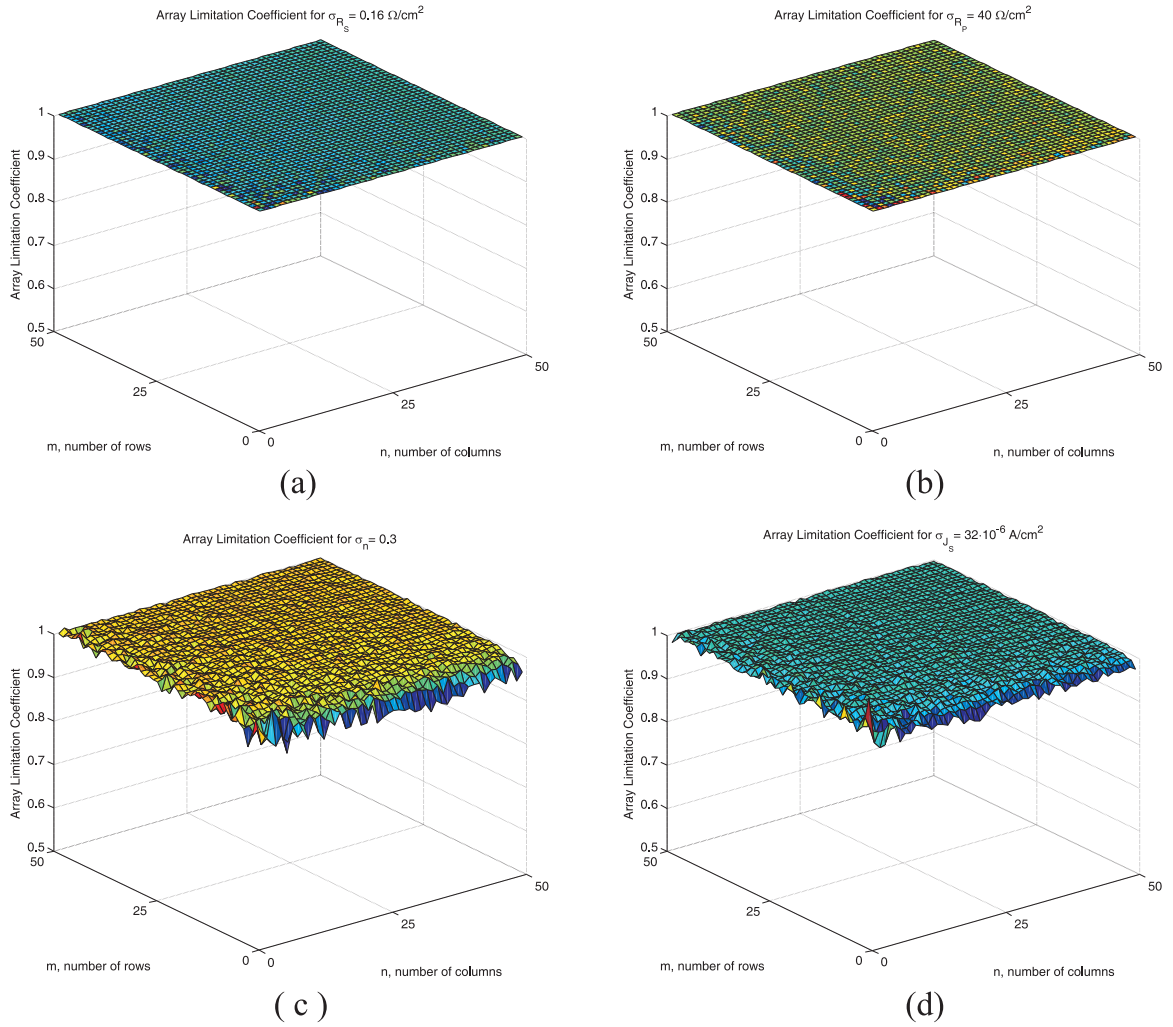 Array Limitation Coefficient for σ_R_S = 0.16 Ω/cm²
1
0.9
0.8
0.7
0.6
0.5
Array Limitation Coefficient
50
25
0
m, number of rows
0
25
50
n, number of columns
(a)
Array Limitation Coefficient for σ_R_P = 40 Ω/cm²
1
0.9
0.8
0.7
0.6
0.5
Array Limitation Coefficient
50
25
0
m, number of rows
0
25
50
n, number of columns
(b)
Array Limitation Coefficient for σ_n = 0.3
1
0.9
0.8
0.7
0.6
0.5
Array Limitation Coefficient
50
25
0
m, number of rows
0
25
50
n, number of columns
( c )
Array Limitation Coefficient for σ_J_S = 32·10⁻⁶ A/cm²
1
0.9
0.8
0.7
0.6
0.5
Array Limitation Coefficient
50
25
0
m, number of rows
0
25
50
n, number of columns
(d)